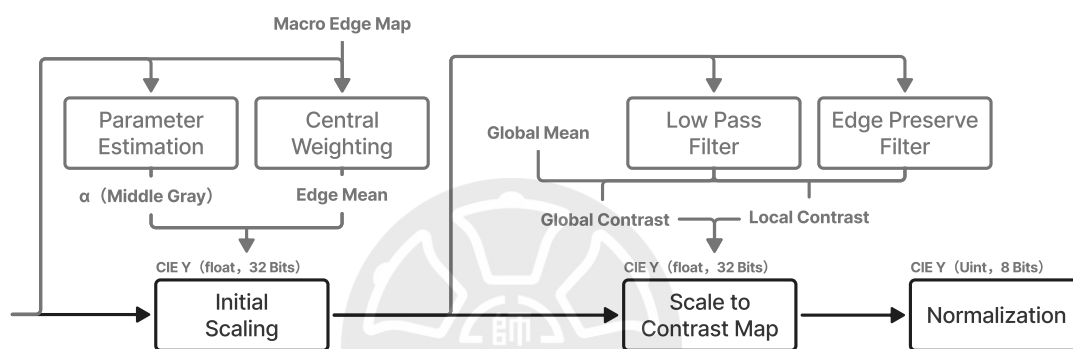 Macro Edge Map
Parameter
Estimation
Central
Weighting
Global Mean
Low Pass
Filter
Edge Preserve
Filter
α（Middle Gray）
Edge Mean
Global Contrast
Local Contrast
CIE Y（float，32 Bits）
Initial
Scaling
CIE Y（float，32 Bits）
Scale to
Contrast Map
CIE Y（Uint，8 Bits）
Normalization